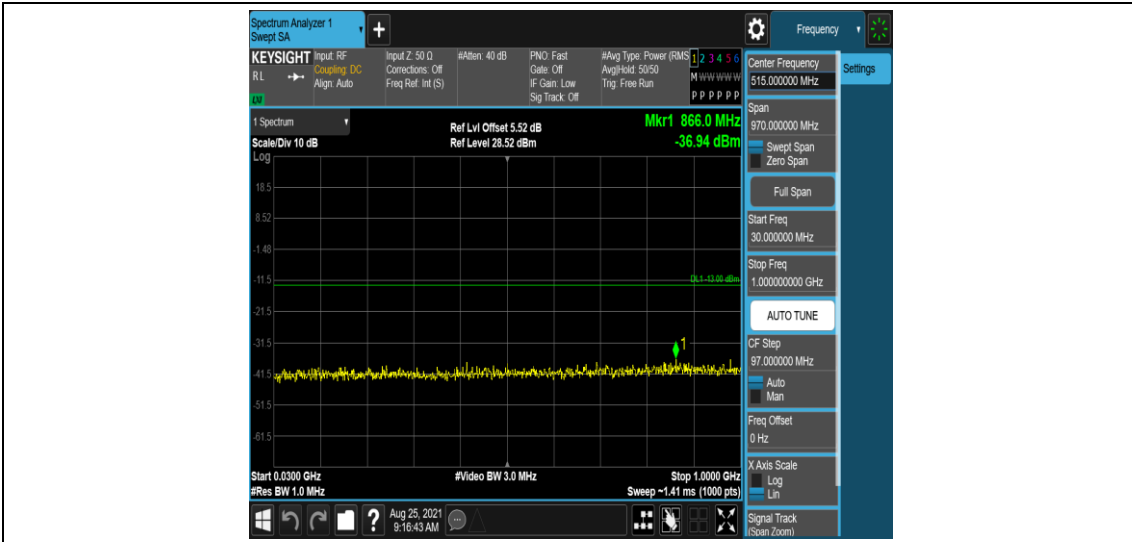 Spectrum Analyzer 1
Swept SA
+
Frequency
KEYSIGHT
RL
LXI
Input: RF
Coupling: DC
Align: Auto
Input Z: 50 Ω
Corrections: Off
Freq Ref: Int (S)
#Atten: 40 dB
PNO: Fast
Gate: Off
IF Gain: Low
Sig Track: Off
#Avg Type: Power (RMS
Avg|Hold: 50/50
Trig: Free Run
1 2 3 4 5 6
M W W W W W
P P P P P P
1 Spectrum
Scale/Div 10 dB
Ref Lvl Offset 5.52 dB
Ref Level 28.52 dBm
Mkr1 866.0 MHz
-36.94 dBm
Log
18.5
8.52
-1.48
-11.5
DL1 -13.00 dBm
-21.5
-31.5
1
-41.5
-51.5
-61.5
Start 0.0300 GHz
#Video BW 3.0 MHz
Stop 1.0000 GHz
#Res BW 1.0 MHz
Sweep ~1.41 ms (1000 pts)
?
Aug 25, 2021
9:16:43 AM
Center Frequency
515.000000 MHz
Settings
Span
970.000000 MHz
Swept Span
Zero Span
Full Span
Start Freq
30.000000 MHz
Stop Freq
1.000000000 GHz
AUTO TUNE
CF Step
97.000000 MHz
Auto
Man
Freq Offset
0 Hz
X Axis Scale
Log
Lin
Signal Track
(Span Zoom)